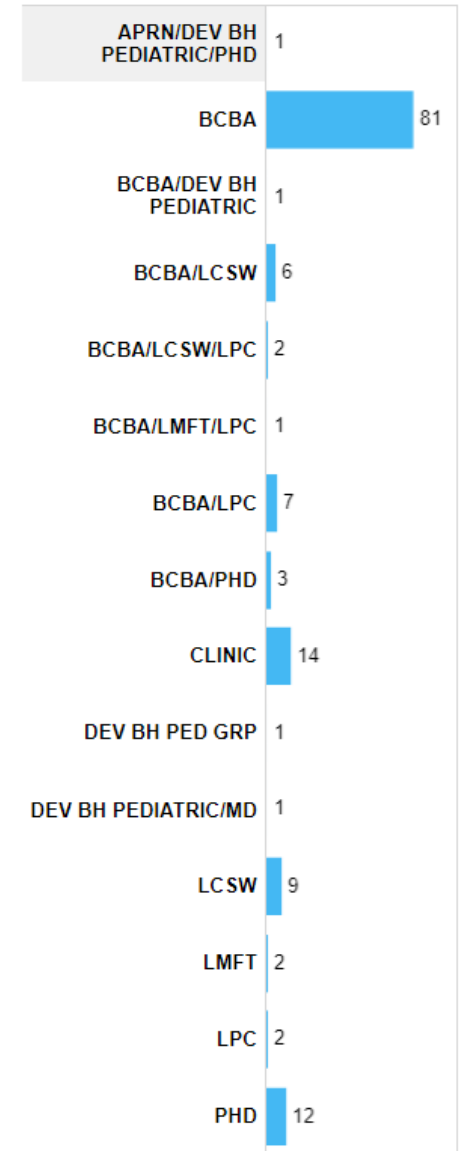 APRN/DEV BH
PEDIATRIC/PHD
1
BCBA
81
BCBA/DEV BH
PEDIATRIC
1
BCBA/LCSW
6
BCBA/LCSW/LPC
2
BCBA/LMFT/LPC
1
BCBA/LPC
7
BCBA/PHD
3
CLINIC
14
DEV BH PED GRP
1
DEV BH PEDIATRIC/MD
1
LCSW
9
LMFT
2
LPC
2
PHD
12